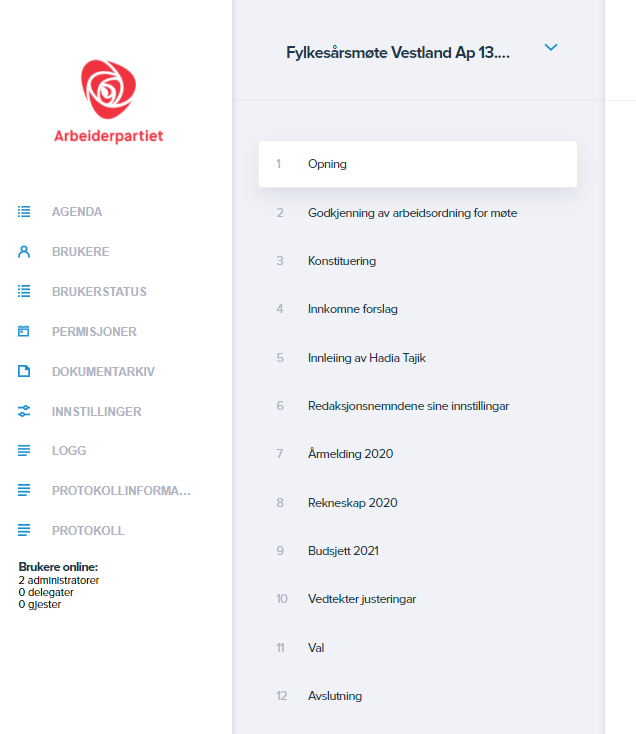 Arbeiderpartiet
AGENDA
BRUKERE
BRUKERSTATUS
PERMISJONER
DOKUMENTARKIV
INNSTILLINGER
LOGG
PROTOKOLLINFORMA...
PROTOKOLL
Brukere online:
2 administratorer
0 delegater
0 gjester
Fylkesårsmøte Vestland Ap 13....
1 Opning
2 Godkjenning av arbeidsordning for møte
3 Konstituering
4 Innkomne forslag
5 Innleiing av Hadia Tajik
6 Redaksjonsnemndene sine innstillingar
7 Årmelding 2020
8 Rekneskap 2020
9 Budsjett 2021
10 Vedtekter justeringar
11 Val
12 Avslutning